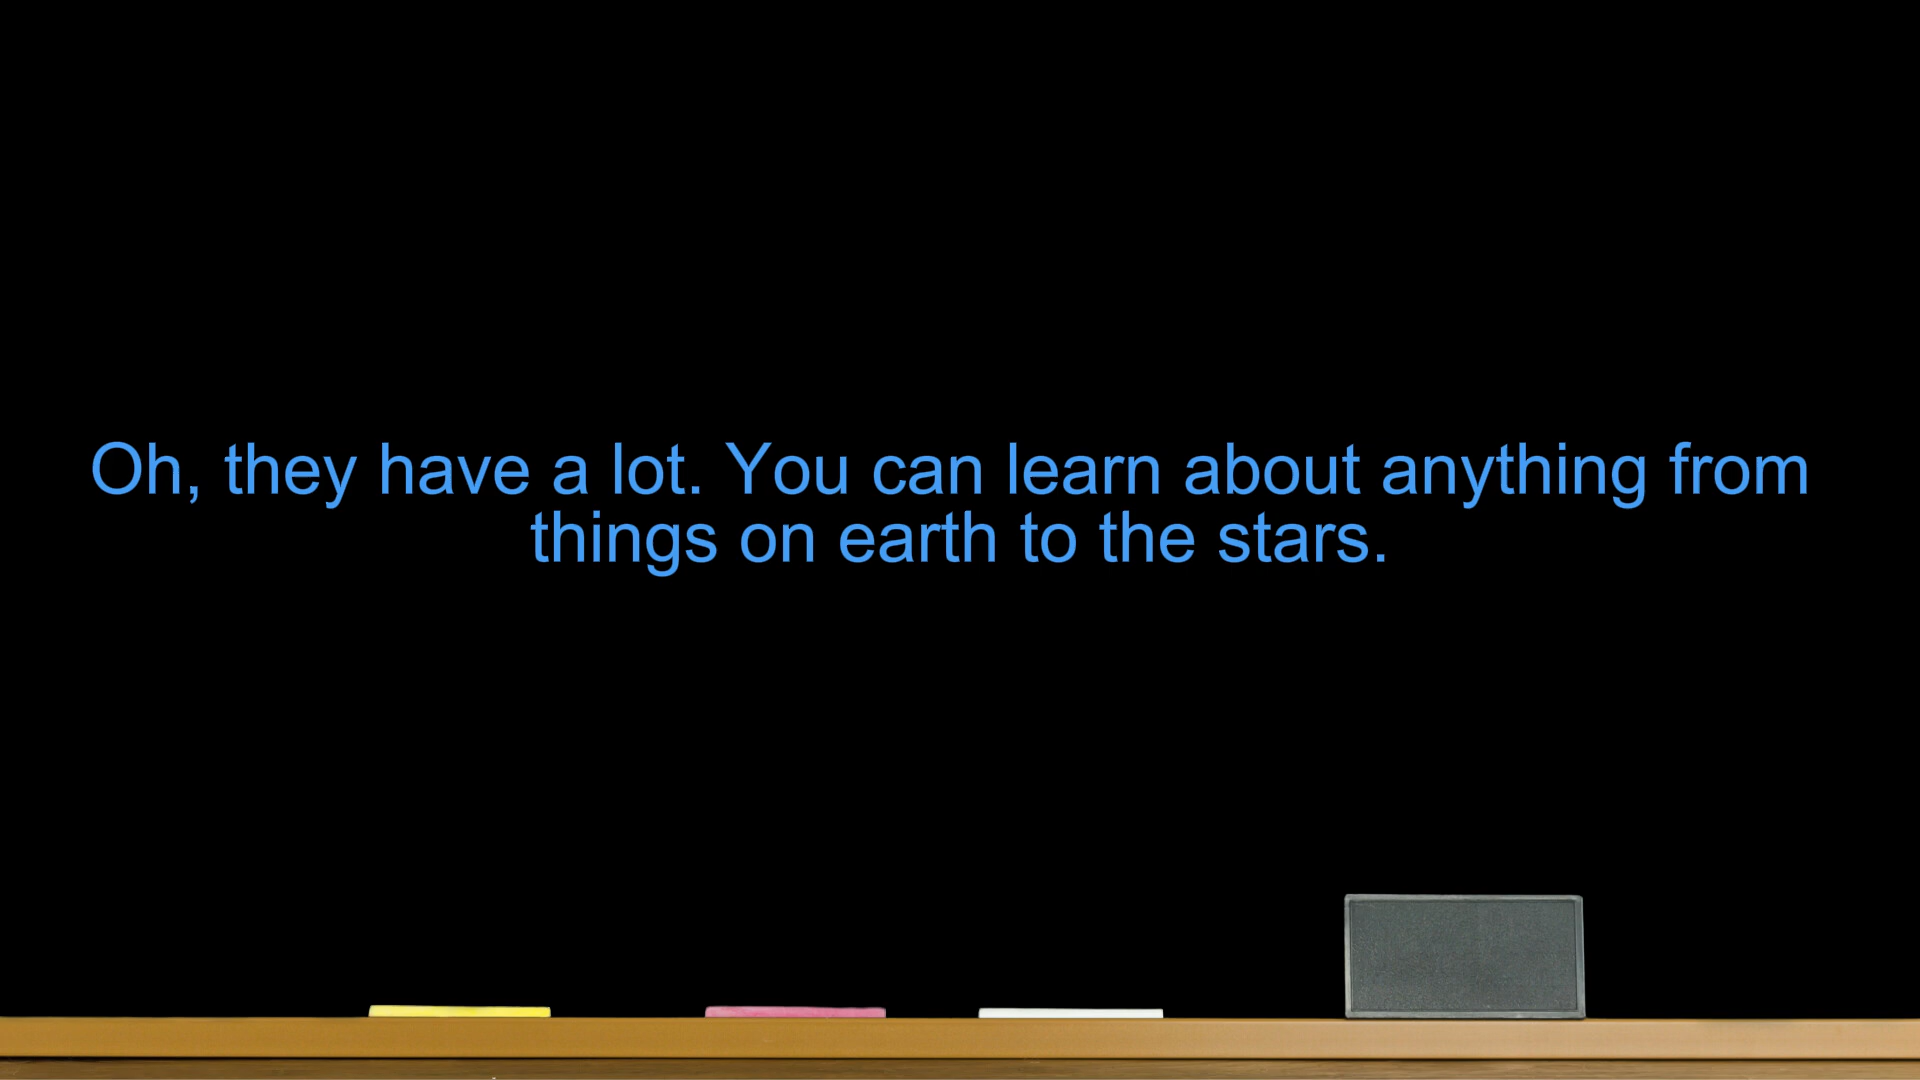 Oh, they have a lot. You can learn about anything from
things on earth to the stars.